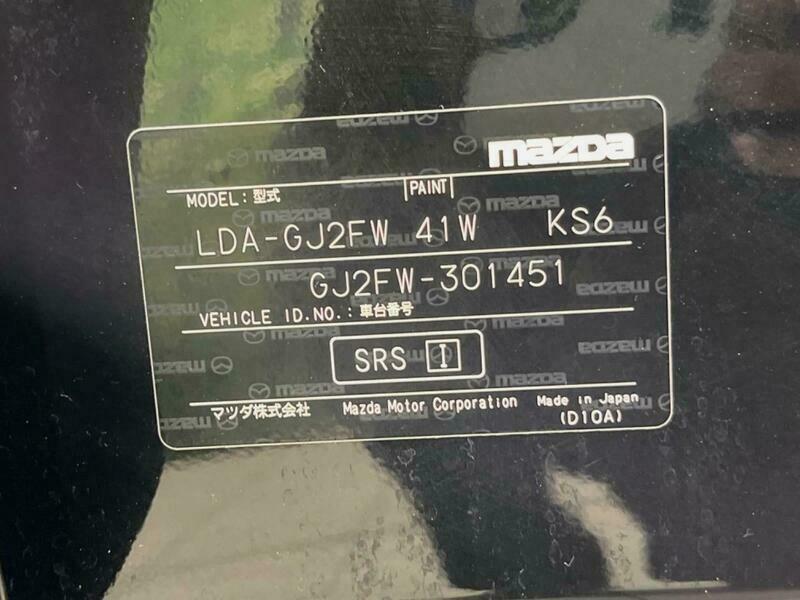 mazda
MODEL：型式 PAINT
LDA-GJ2FW 41W KS6
GJ2FW-301451
VEHICLE ID.NO.：車台番号
SRS I
マツダ株式会社 Mazda Motor Corporation Made in Japan
(D10A)